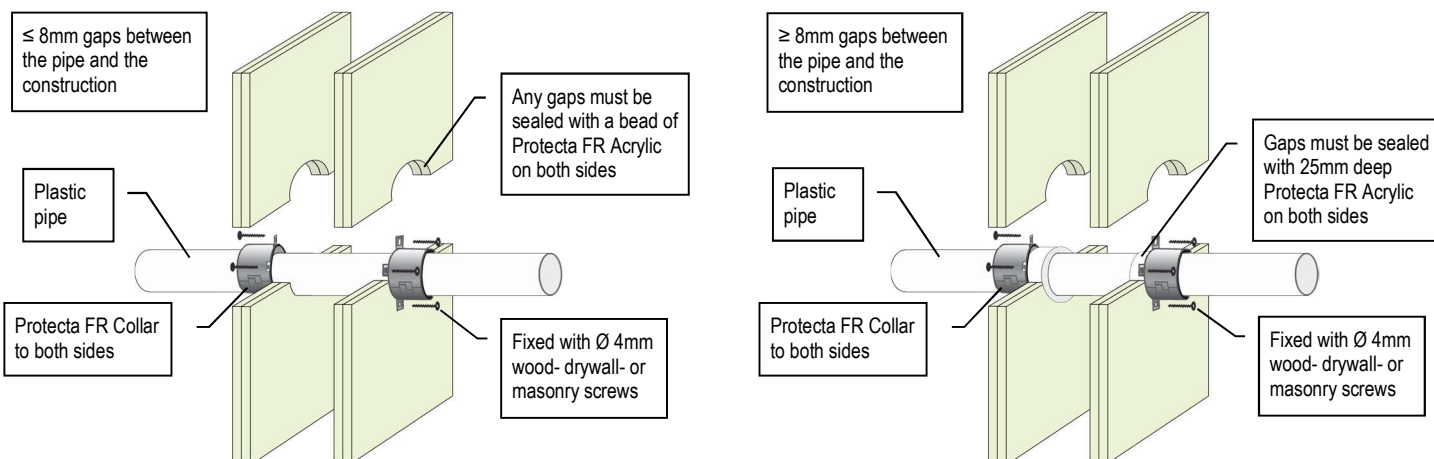 ≤ 8mm gaps between
the pipe and the
construction
Any gaps must be
sealed with a bead of
Protecta FR Acrylic
on both sides
Plastic
pipe
Protecta FR Collar
to both sides
Fixed with Ø 4mm
wood- drywall- or
masonry screws
≥ 8mm gaps between
the pipe and the
construction
Gaps must be sealed
with 25mm deep
Protecta FR Acrylic
on both sides
Plastic
pipe
Protecta FR Collar
to both sides
Fixed with Ø 4mm
wood- drywall- or
masonry screws